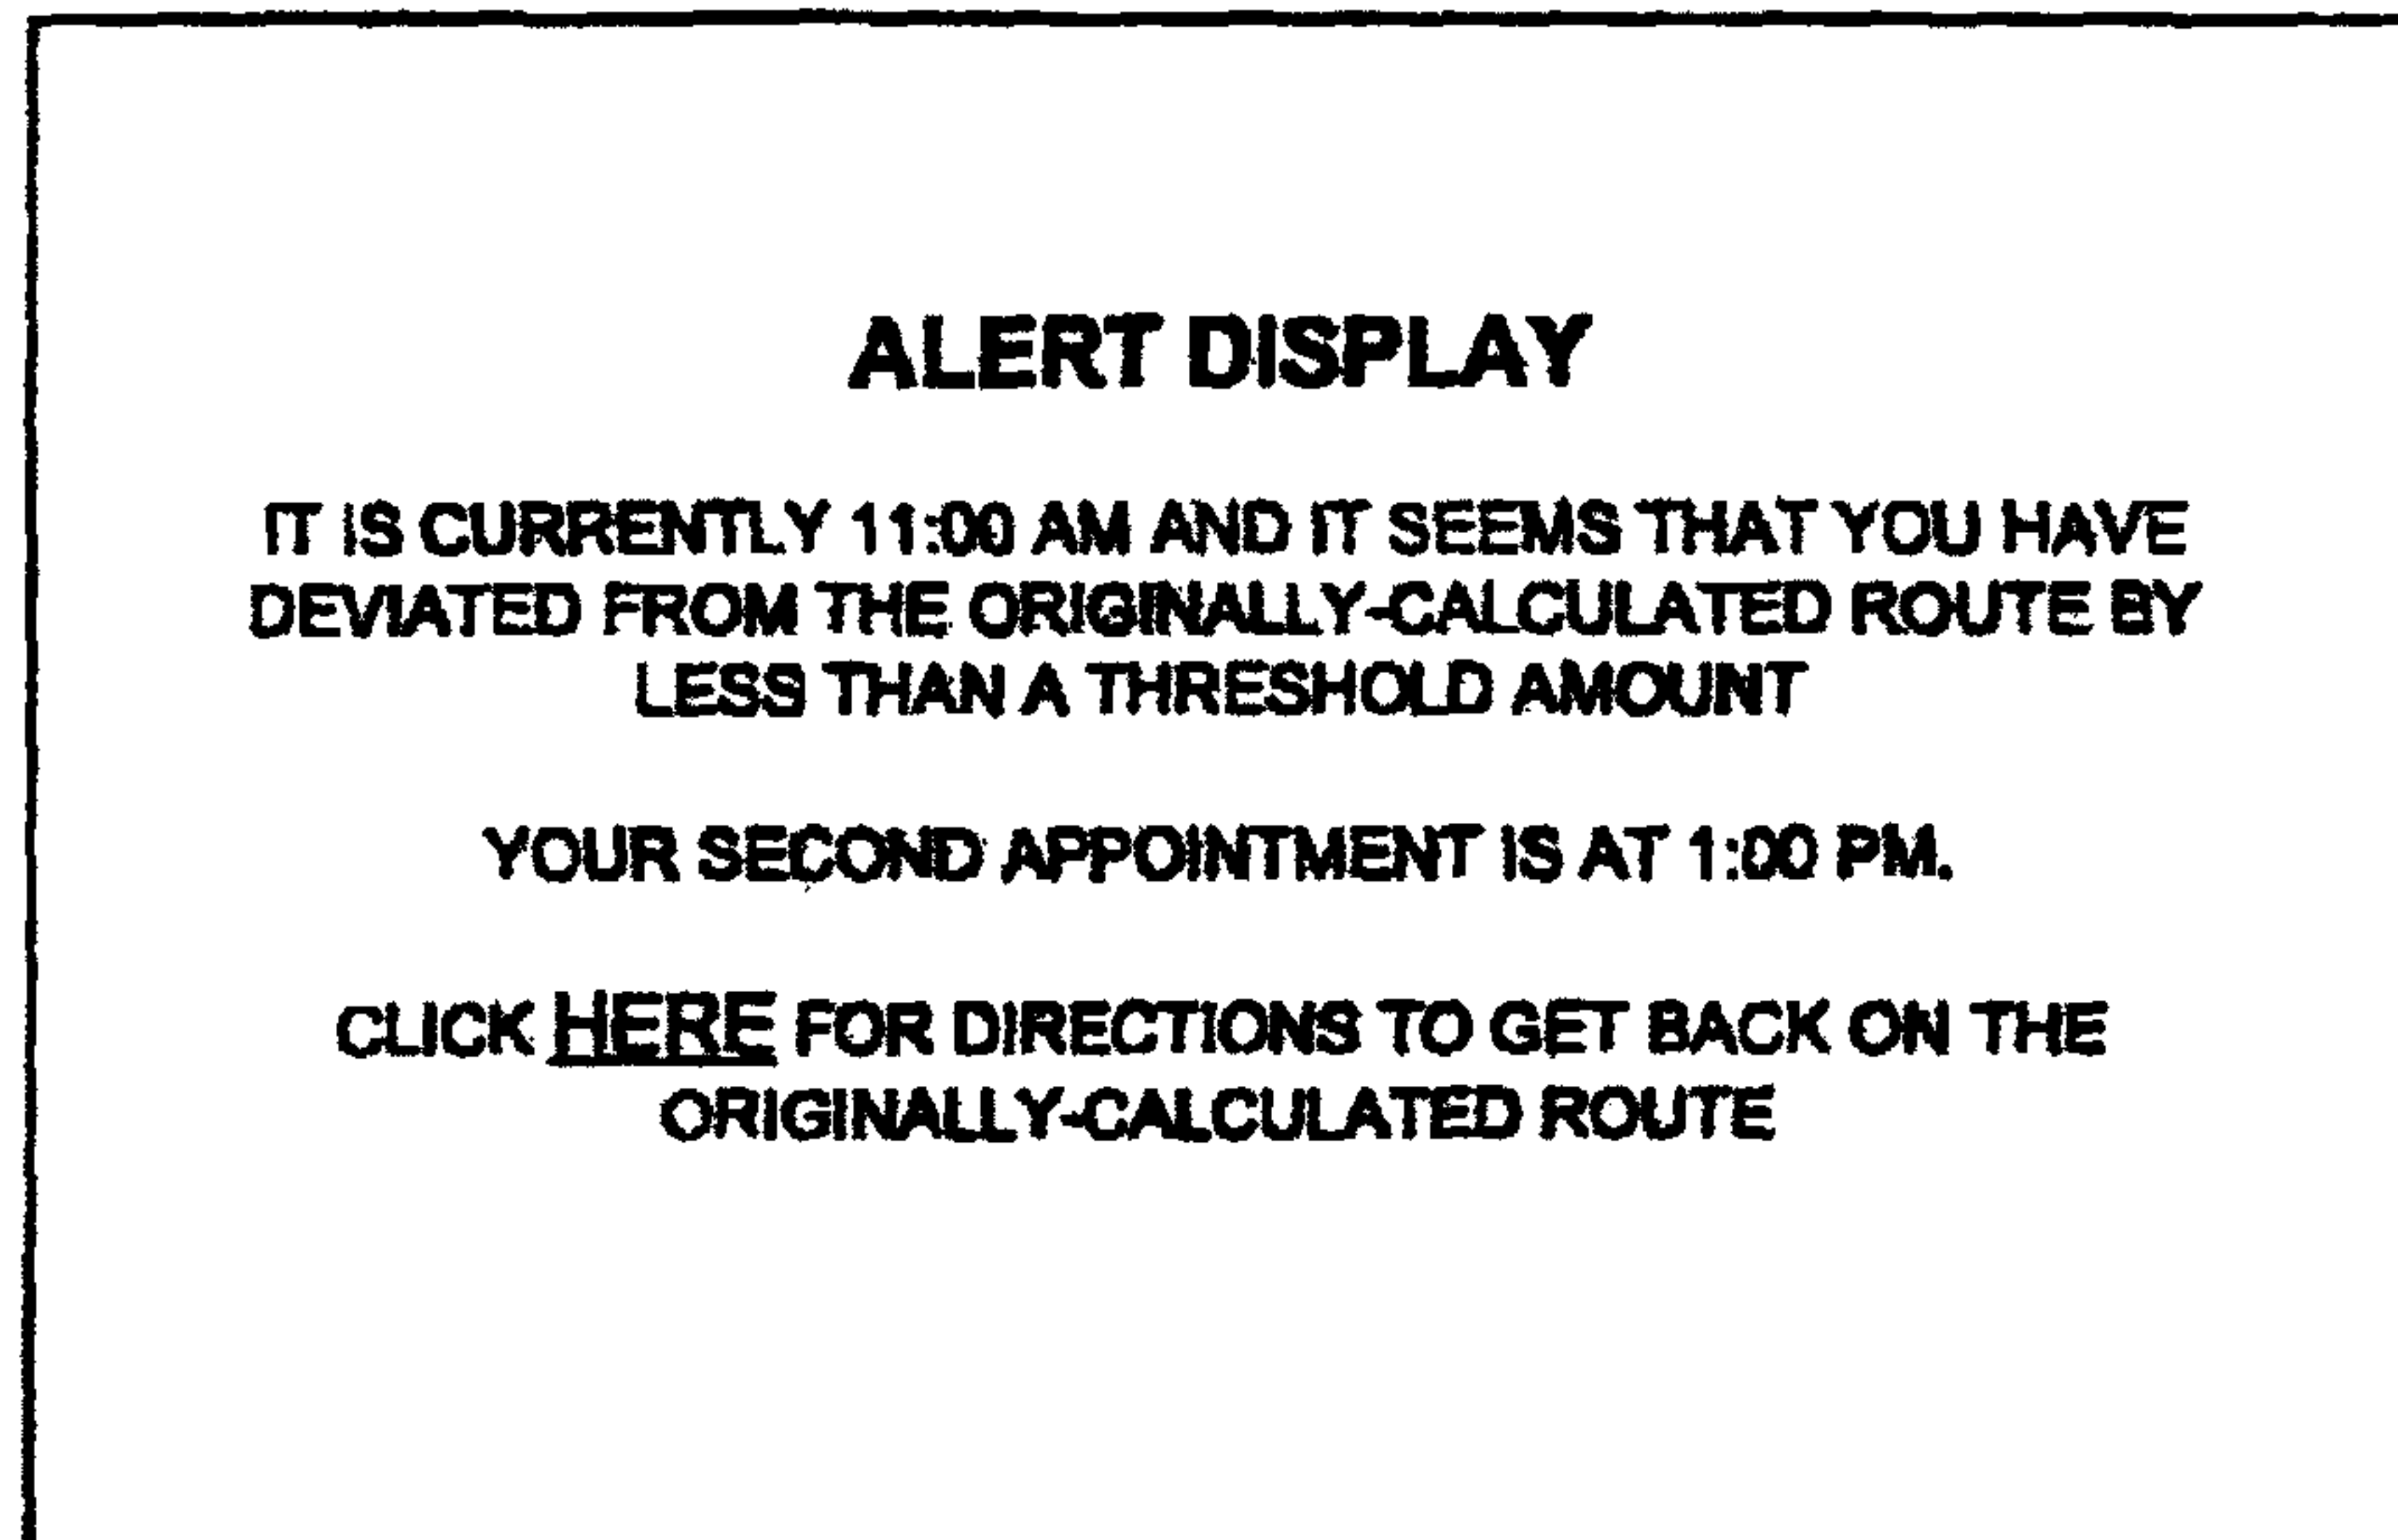 ALERT DISPLAY
IT IS CURRENTLY 11:00 AM AND IT SEEMS THAT YOU HAVE
DEVIATED FROM THE ORIGINALLY-CALCULATED ROUTE BY
LESS THAN A THRESHOLD AMOUNT
YOUR SECOND APPOINTMENT IS AT 1:00 PM.
CLICK HERE FOR DIRECTIONS TO GET BACK ON THE
ORIGINALLY-CALCULATED ROUTE